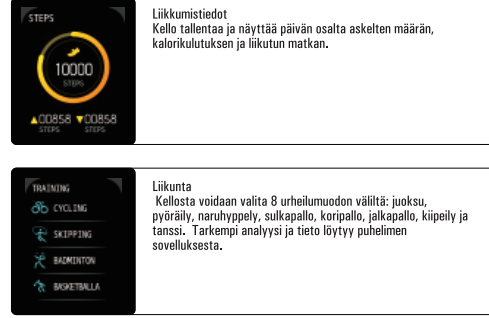 STEPS
10000
STEPS
▲00858 ▼00858
STEPS STEPS
Liikkumistiedot
Kello tallentaa ja näyttää päivän osalta askelten määrän,
kalorikulutuksen ja liikutun matkan.
TRAINING
CYCLING
SKIPPING
BADMINTON
BASKETBALLA
Liikunta
Kellosta voidaan valita 8 urheilumuodon väliltä: juoksu,
pyöräily, naruhyppely, sulkapallo, koripallo, jalkapallo, kiipeily ja
tanssi. Tarkempi analyysi ja tieto löytyy puhelimen
sovelluksesta.